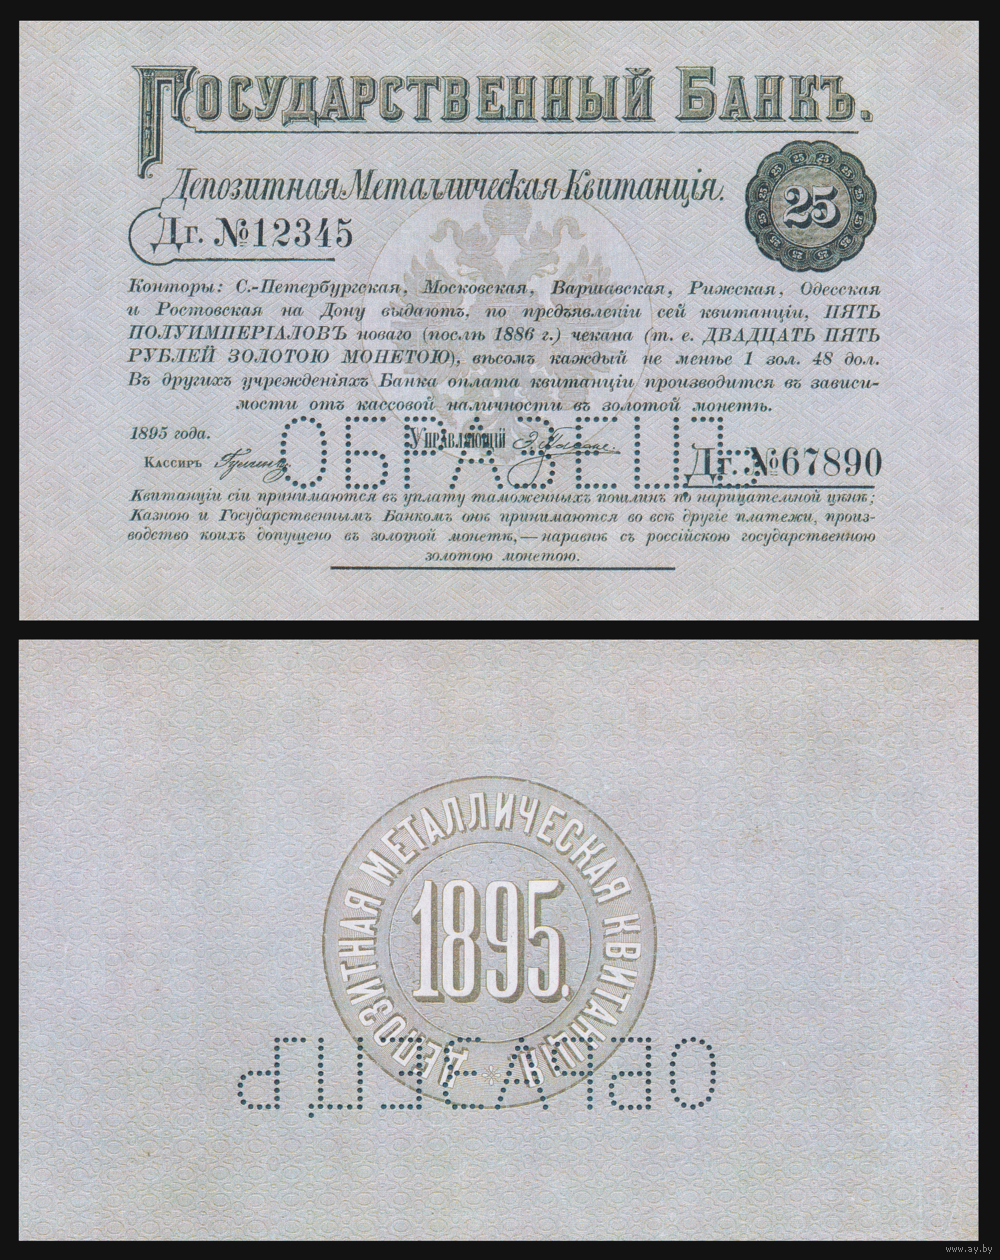 Государственный Банкъ.
Депозитная Металлическая Квитанція.
25
Дг. №12345
Конторы: С.-Петербургская, Московская, Варшавская, Рижская, Одесская
и Ростовская на Дону выдаютъ, по предъявленіи сей квитанціи, ПЯТЬ
ПОЛУИМПЕРІАЛОВЪ новаго (послѣ 1886 г.) чекана (т. е. ДВАДЦАТЬ ПЯТЬ
РУБЛЕЙ ЗОЛОТОЮ МОНЕТОЮ), вѣсомъ каждый не менѣе 1 зол. 48 дол.
Въ другихъ учрежденіяхъ Банка оплата квитанціи производится въ зависи-
мости отъ кассовой наличности въ золотой монетѣ.
1895 года.
Управляющій
ОБРАЗЕЦЪ
Кассиръ
Дг. №67890
Квитанціи сіи принимаются въ уплату таможенныхъ пошлинъ по нарицательной цѣнѣ;
Казною и Государственнымъ Банкомъ онѣ принимаются во всѣ другіе платежи, произ-
водство коихъ допущено въ золотой монетѣ,—наравнѣ съ россійскою государственною
золотою монетою.
ДЕПОЗИТНАЯ МЕТАЛЛИЧЕСКАЯ КВИТАНЦІЯ
1895.
ОБРАЗЕЦЪ
www.ay.by